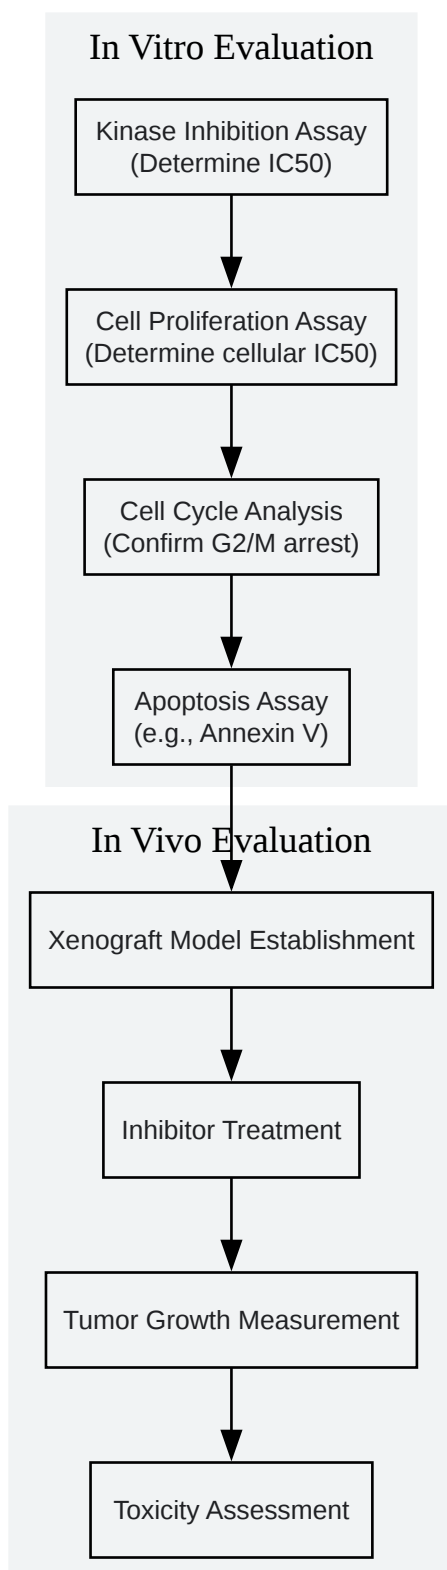 In Vitro Evaluation
Kinase Inhibition Assay
(Determine IC50)
Cell Proliferation Assay
(Determine cellular IC50)
Cell Cycle Analysis
(Confirm G2/M arrest)
Apoptosis Assay
(e.g., Annexin V)
In Vivo Evaluation
Xenograft Model Establishment
Inhibitor Treatment
Tumor Growth Measurement
Toxicity Assessment